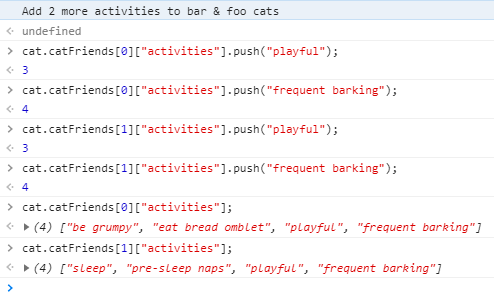 Add 2 more activities to bar & foo cats
undefined
cat.catFriends[0]["activities"].push("playful");
3
cat.catFriends[0]["activities"].push("frequent barking");
4
cat.catFriends[1]["activities"].push("playful");
3
cat.catFriends[1]["activities"].push("frequent barking");
4
cat.catFriends[0]["activities"];
(4) ["be grumpy", "eat bread omblet", "playful", "frequent barking"]
cat.catFriends[1]["activities"];
(4) ["sleep", "pre-sleep naps", "playful", "frequent barking"]